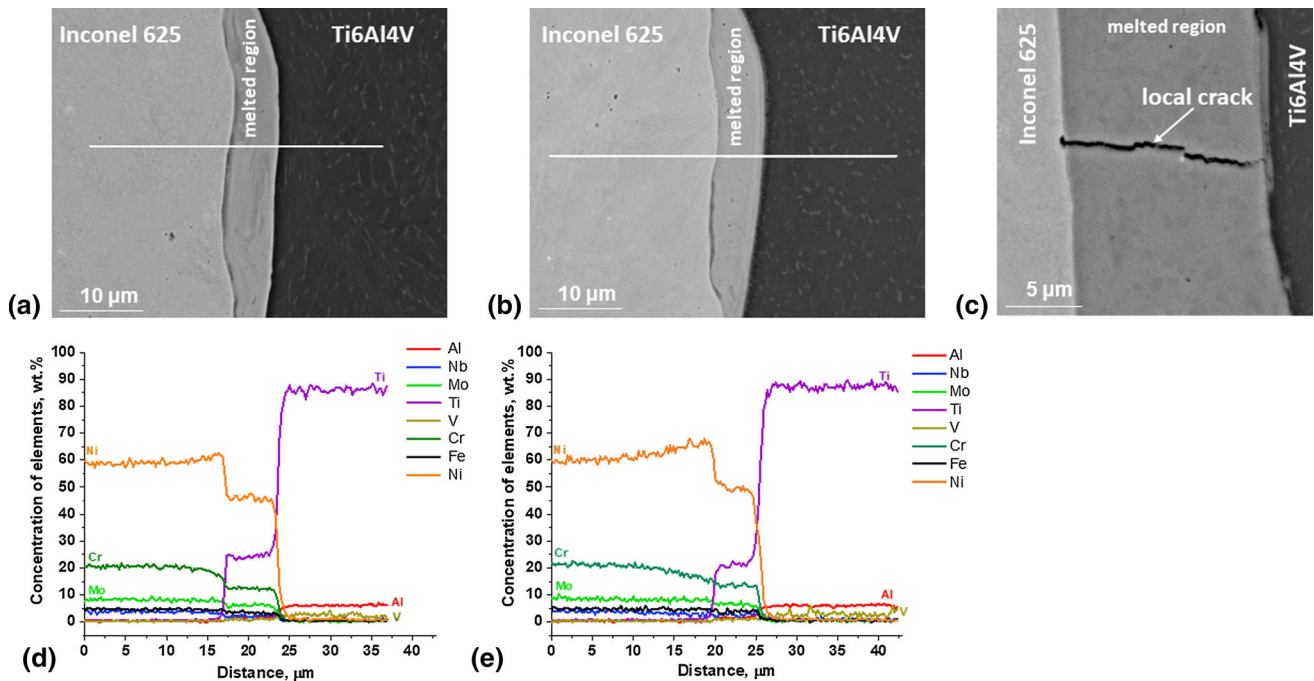 Inconel 625
melted region
Ti6Al4V
10 µm
(a)
Inconel 625
melted region
Ti6Al4V
10 µm
(b)
melted region
Inconel 625
local crack
Ti6Al4V
5 µm
(c)
Concentration of elements, wt.%
100
90
80
70
60
50
40
30
20
10
0
Ni
Cr
Mo
Ti
Al
V
Al
Nb
Mo
Ti
V
Cr
Fe
Ni
0 5 10 15 20 25 30 35 40
Distance, µm
(d)
Concentration of elements, wt.%
100
90
80
70
60
50
40
30
20
10
0
Ni
Cr
Mo
Ti
Al
V
Al
Nb
Mo
Ti
V
Cr
Fe
Ni
0 5 10 15 20 25 30 35 40
Distance, µm
(e)